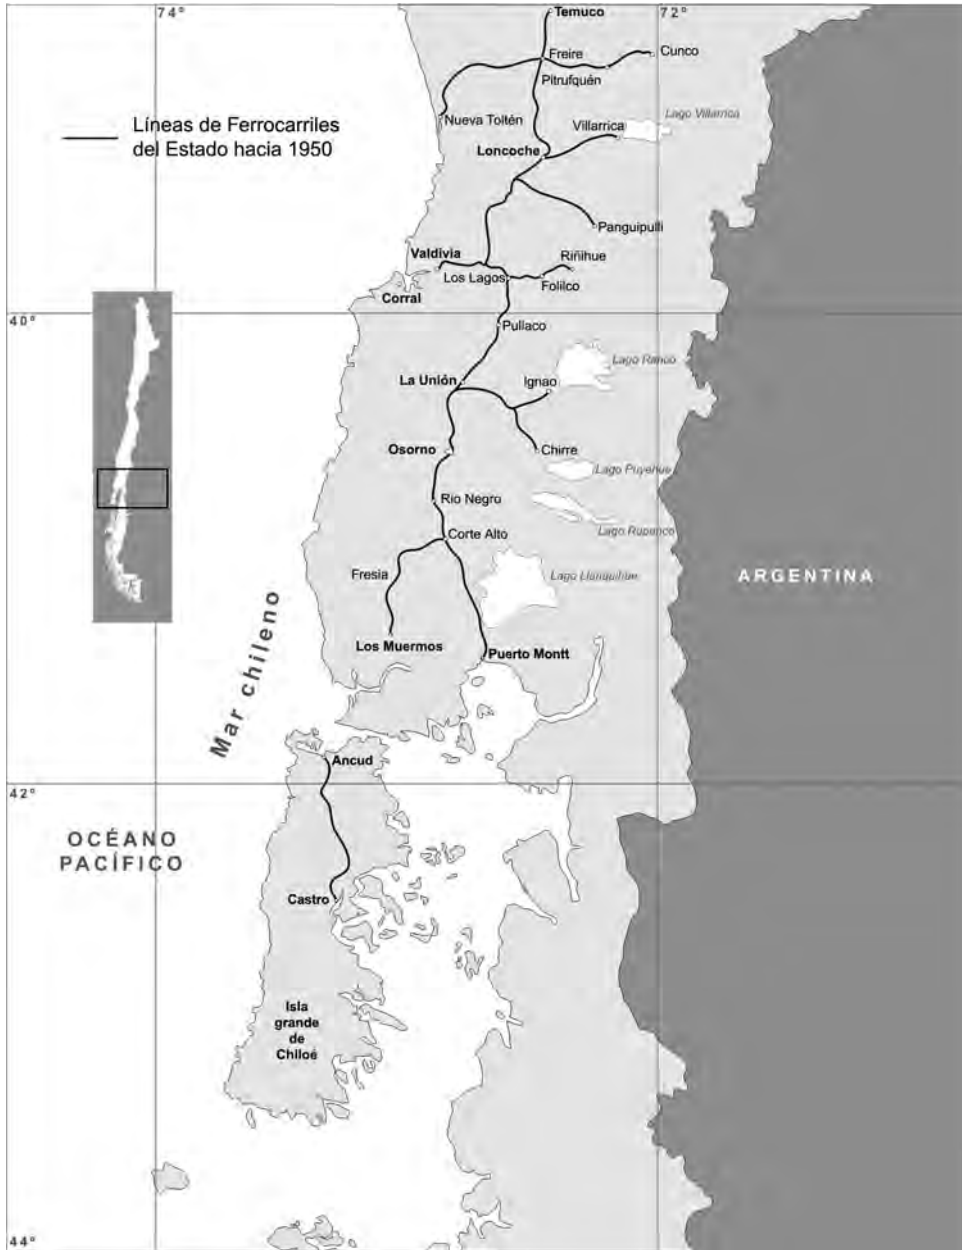 74°
Temuco
72°
Freire
Cunco
Pitrufquén
Líneas de Ferrocarriles
del Estado hacia 1950
Nueva Toltén
Villarrica
Lago Villarrica
Loncoche
Panguipulli
Valdivia
Riñihue
Los Lagos
Folilco
Corral
40°
Pullaco
Lago Ranco
La Unión
Ignao
Osorno
Chirre
Lago Puyehue
Rio Negro
Lago Rupanco
Corte Alto
Fresia
Lago Llanquihue
ARGENTINA
Los Muermos
Puerto Montt
Mar chileno
Ancud
42°
OCÉANO
PACÍFICO
Castro
Isla
grande
de
Chiloé
44°